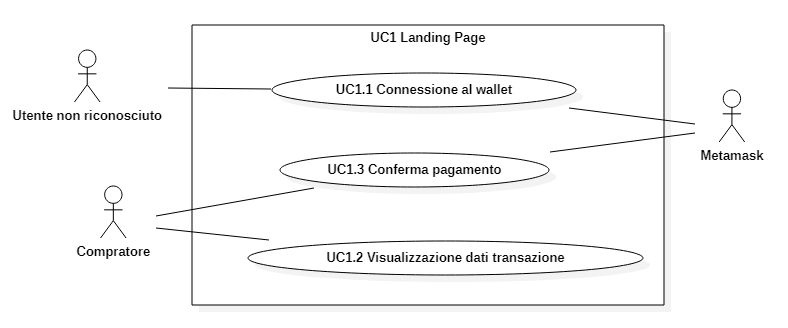 UC1 Landing Page
UC1.1 Connessione al wallet
Utente non riconosciuto
Metamask
UC1.3 Conferma pagamento
Compratore
UC1.2 Visualizzazione dati transazione